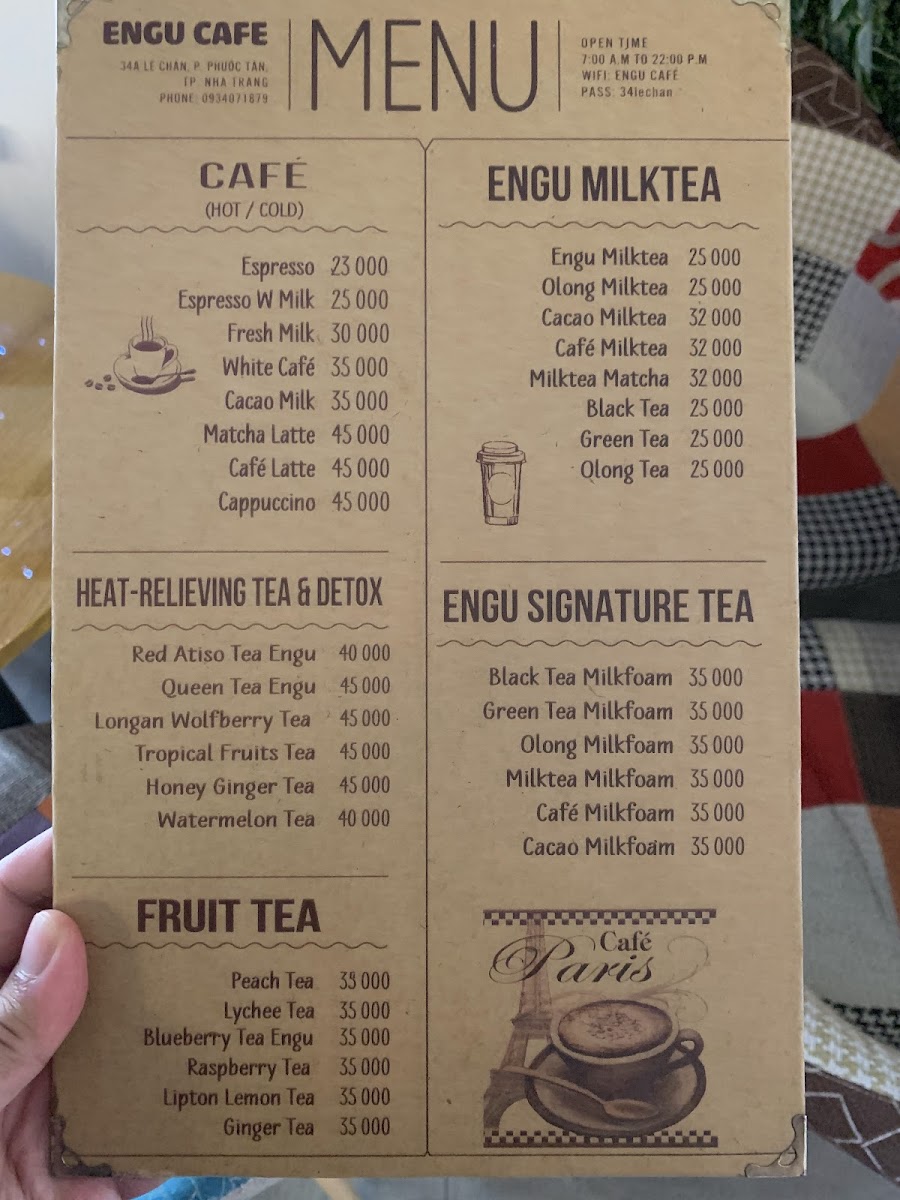 ENGU CAFE
34A LE CHAN, P. PHUOC TAN,
TP. NHA TRANG
PHONE: 0934071879
MENU
OPEN TIME
7:00 A.M TO 22:00 P.M
WIFI: ENGU CAFÉ
PASS: 34lechan
CAFÉ
(HOT / COLD)
Espresso 23 000
Espresso W Milk 25 000
Fresh Milk 30 000
White Café 35 000
Cacao Milk 35 000
Matcha Latte 45 000
Café Latte 45 000
Cappuccino 45 000
HEAT-RELIEVING TEA & DETOX
Red Atiso Tea Engu 40 000
Queen Tea Engu 45 000
Longan Wolfberry Tea 45 000
Tropical Fruits Tea 45 000
Honey Ginger Tea 45 000
Watermelon Tea 40 000
FRUIT TEA
Peach Tea 000
Lychee Tea 35 000
Blueberry Tea Engu 35 000
Raspberry Tea 35 000
Lipton Lemon Tea 35 000
Ginger Tea 35 000
ENGU MILKTEA
Engu Milktea 25 000
Olong Milktea 25 000
Cacao Milktea 32 000
Café Milktea 32 000
Milktea Matcha 32 000
Black Tea 25 000
Green Tea 25 000
Olong Tea 25 000
ENGU SIGNATURE TEA
Black Tea Milkfoam 35 000
Green Tea Milkfoam 35 000
Olong Milkfoam 35 000
Milktea Milkfoam 35 000
Café Milkfoam 35 000
Cacao Milkfoam 35 000
Café
Paris